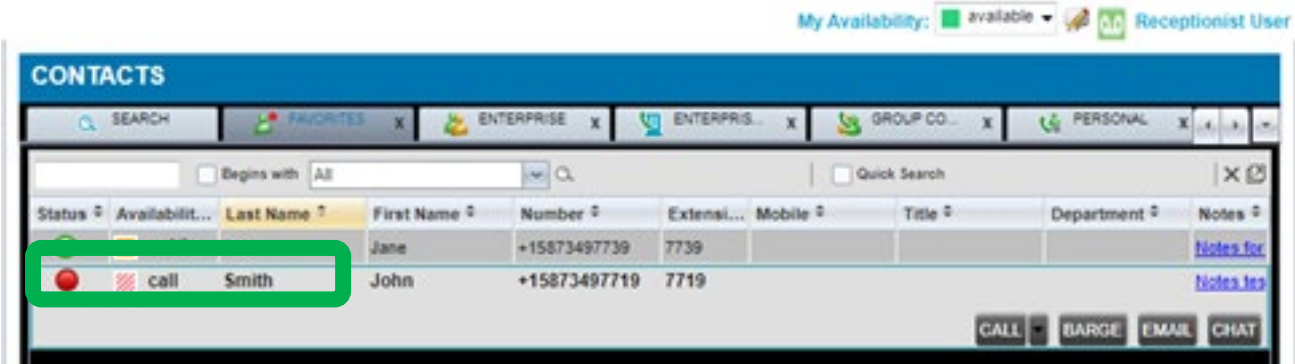 My Availability: available Receptionist User
CONTACTS
SEARCH FAVORITES x ENTERPRISE x ENTERPRIS... x GROUP CO... x PERSONAL x
Begins with All Quick Search
Status Availabilit... Last Name First Name Number Extensi... Mobile Title Department Notes
Jane +15873497739 7739 Notes for
call Smith John +15873497719 7719 Notes tes
CALL BARGE EMAIL CHAT